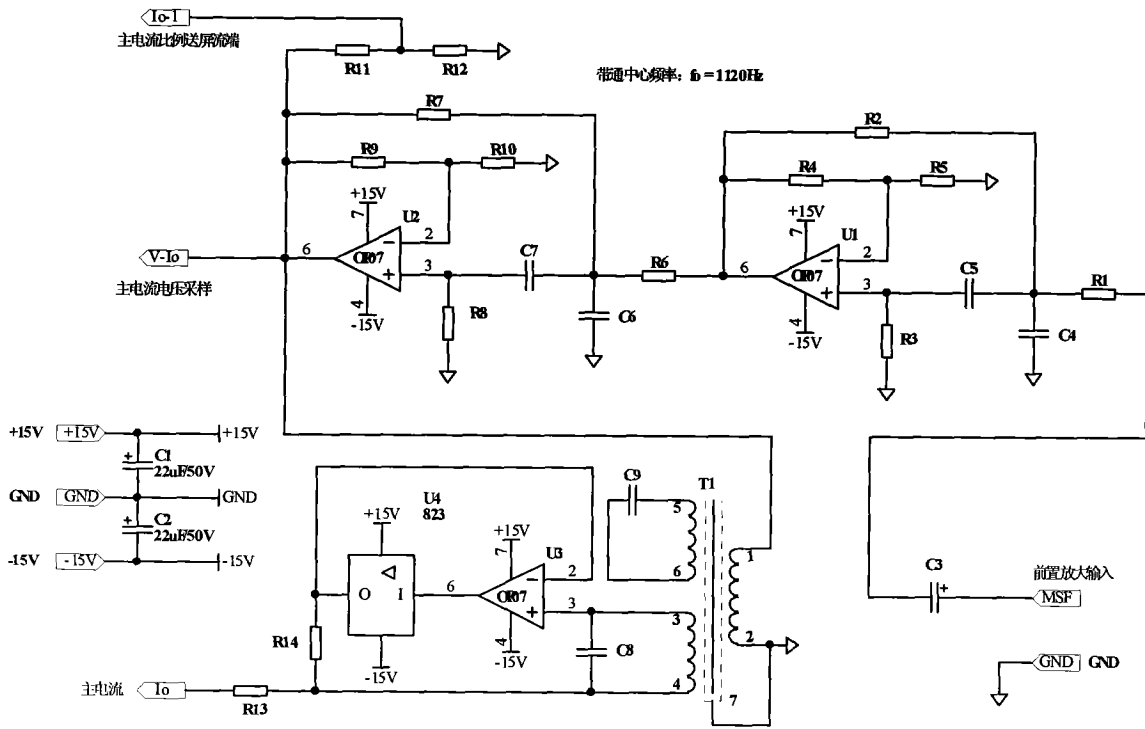 Io-I
主电流比例送屏流端
R11
R12
带通中心频率: fo = 1120Hz
R7
R2
R9
R10
R4
R5
+15V
7
U2
2
6
OP07
3
4
-15V
C7
R8
C6
R6
+15V
7
U1
2
6
OP07
3
4
-15V
C5
R3
C4
R1
V-Io
主电流电压采样
+15V
+15V
+15V
C1
22uF/50V
GND
GND
GND
C2
22uF/50V
-15V
-15V
-15V
U4
823
+15V
O
I
-15V
6
+15V
7
U3
2
OP07
3
4
-15V
C9
T1
5
6
1
3
2
4
7
C8
R14
主电流
Io
R13
C3
前置放大输入
MSF
GND
GND